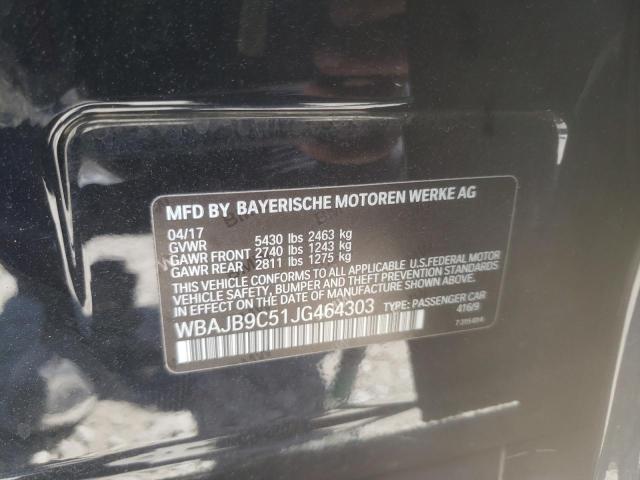 MFD BY BAYERISCHE MOTOREN WERKE AG
04/17
GVWR 5430 lbs 2463 kg
GAWR FRONT 2740 lbs 1243 kg
GAWR REAR 2811 lbs 1275 kg
THIS VEHICLE CONFORMS TO ALL APPLICABLE U.S.FEDERAL MOTOR
VEHICLE SAFETY, BUMPER, AND THEFT PREVENTION STANDARDS
IN EFFECT ON THE DATE OF MANUFACTURE SHOWN ABOVE.
WBAJB9C51JG464303 TYPE: PASSENGER CAR
416/9